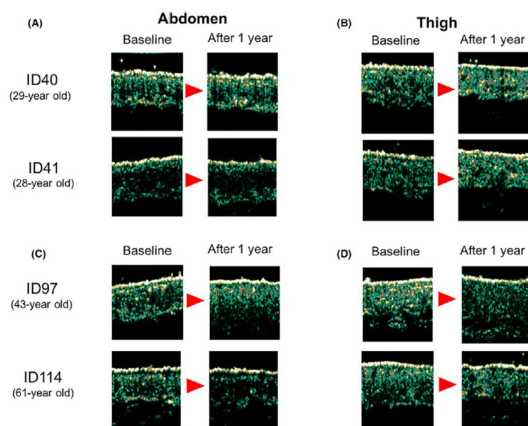 (A) Abdomen (B) Thigh
Baseline After 1 year Baseline After 1 year
ID40
(29-year old)
ID41
(28-year old)
(C) Baseline After 1 year (D) Baseline After 1 year
ID97
(43-year old)
ID114
(61-year old)